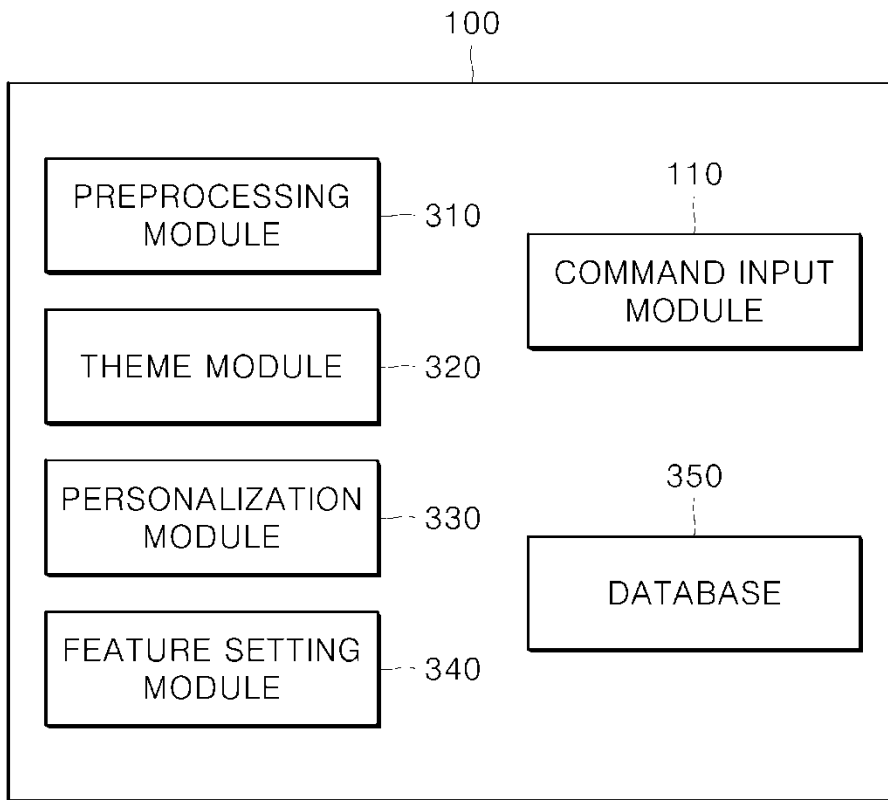 100
PREPROCESSING
MODULE
310
THEME MODULE
320
PERSONALIZATION
MODULE
330
FEATURE SETTING
MODULE
340
110
COMMAND INPUT
MODULE
350
DATABASE